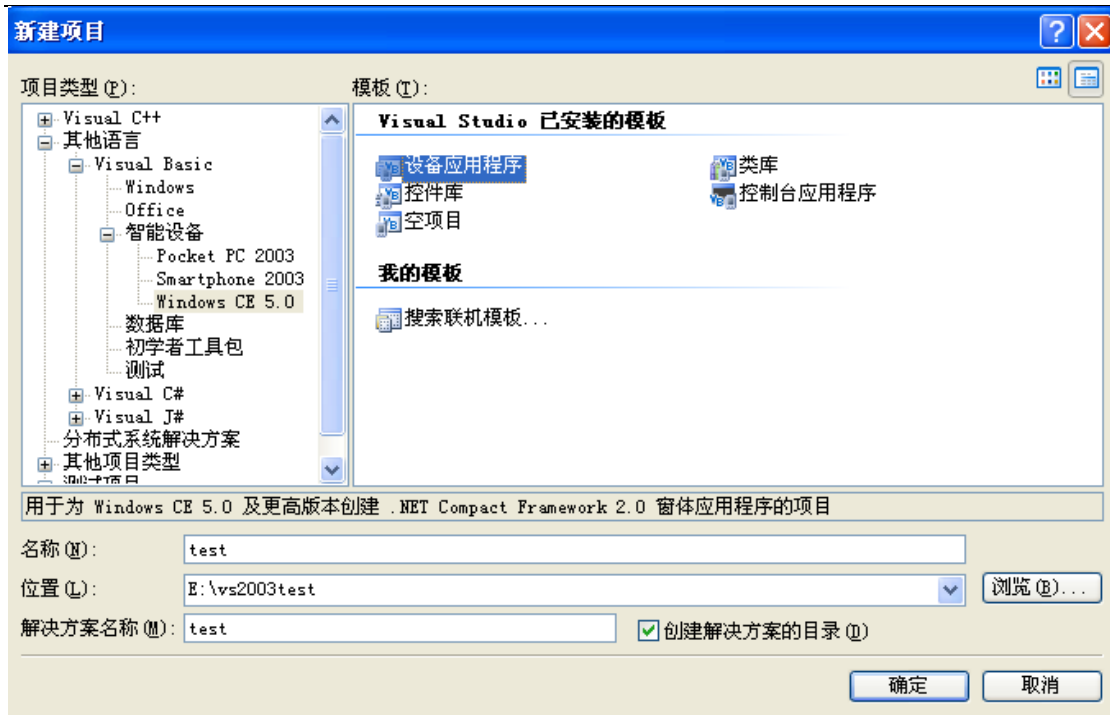 新建项目
项目类型(P):
模板(T):
Visual C++
其他语言
Visual Basic
Windows
Office
智能设备
Pocket PC 2003
Smartphone 2003
Windows CE 5.0
数据库
初学者工具包
测试
Visual C#
Visual J#
分布式系统解决方案
其他项目类型
测试项目
Visual Studio 已安装的模板
设备应用程序
类库
控件库
控制台应用程序
空项目
我的模板
搜索联机模板...
用于为 Windows CE 5.0 及更高版本创建 .NET Compact Framework 2.0 窗体应用程序的项目
名称(N):
test
位置(L):
E:\vs2003test
浏览(B)...
解决方案名称(M):
test
创建解决方案的目录(D)
确定
取消